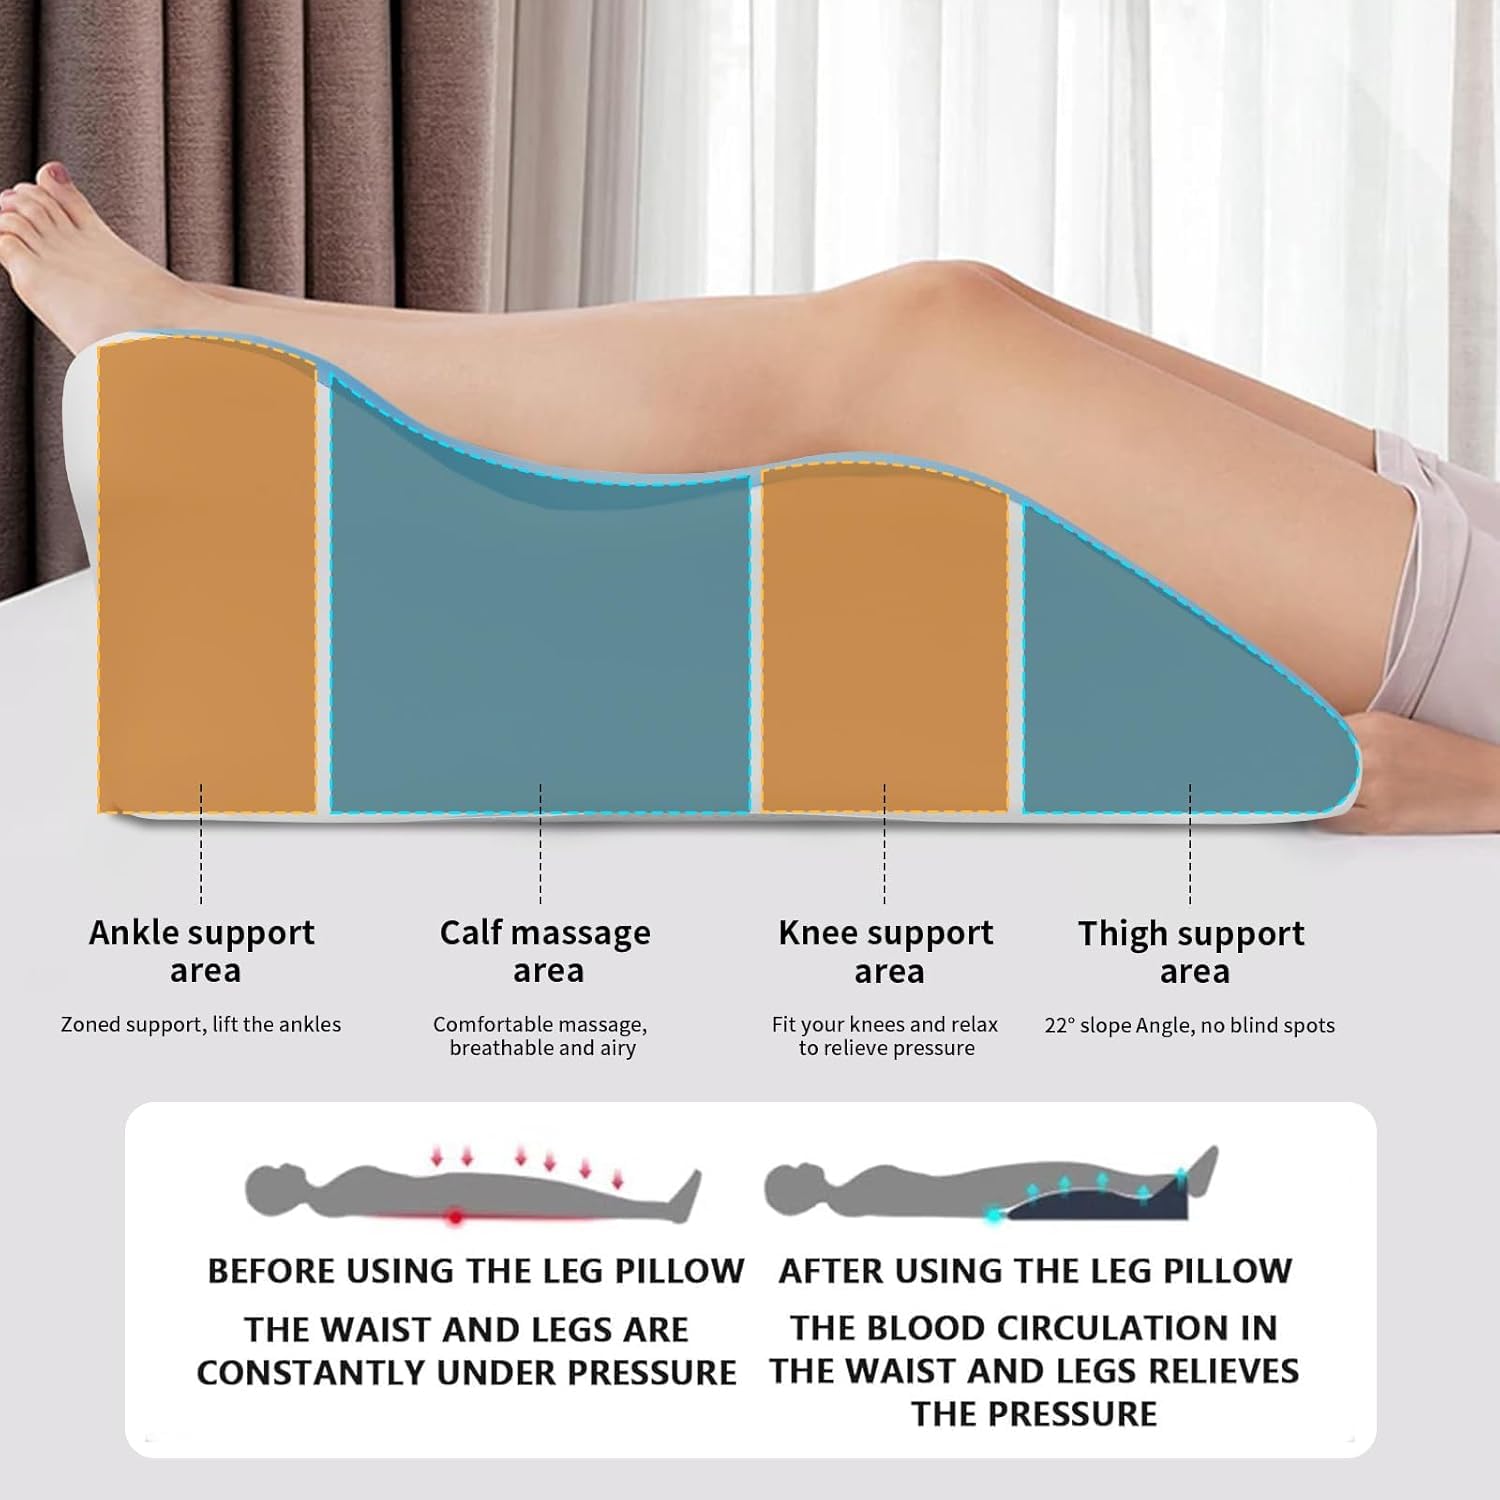 Ankle support
area
Zoned support, lift the ankles
Calf massage
area
Comfortable massage,
breathable and airy
Knee support
area
Fit your knees and relax
to relieve pressure
Thigh support
area
22° slope Angle, no blind spots
BEFORE USING THE LEG PILLOW
THE WAIST AND LEGS ARE
CONSTANTLY UNDER PRESSURE
AFTER USING THE LEG PILLOW
THE BLOOD CIRCULATION IN
THE WAIST AND LEGS RELIEVES
THE PRESSURE